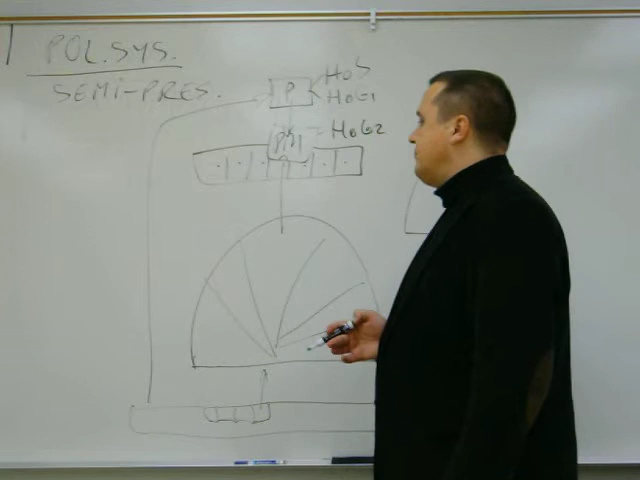 POL. SYS.
SEMI-PRES.
P
HoS
HoG1
PM
HoG2